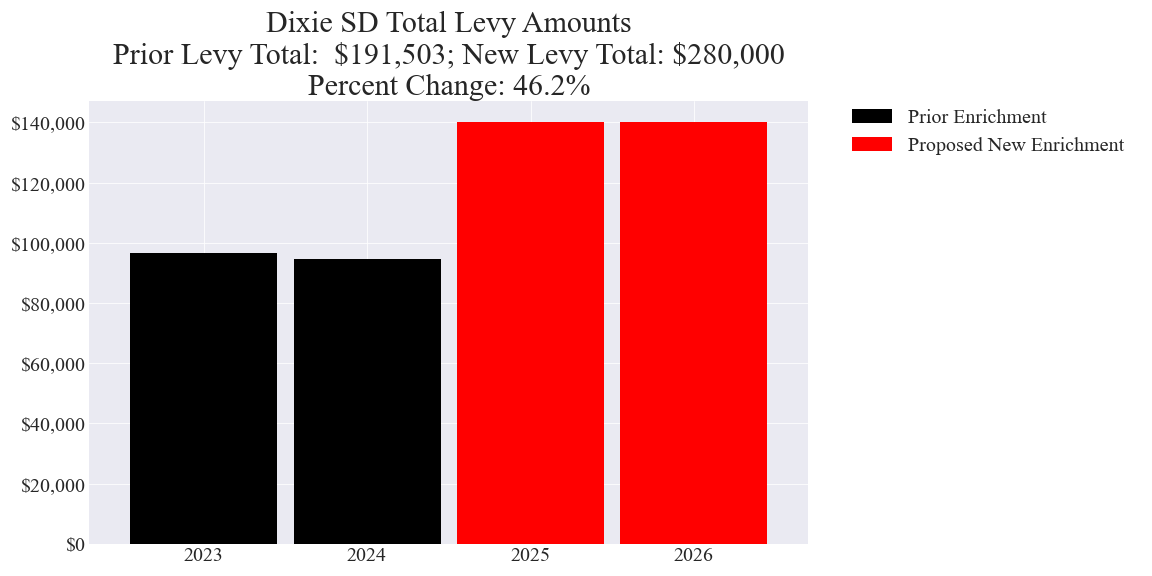 Dixie SD Total Levy Amounts
Prior Levy Total:  $191,503; New Levy Total: $280,000
Percent Change: 46.2%
Prior Enrichment
Proposed New Enrichment
$140,000
$120,000
$100,000
$80,000
$60,000
$40,000
$20,000
$0
2023 2024 2025 2026